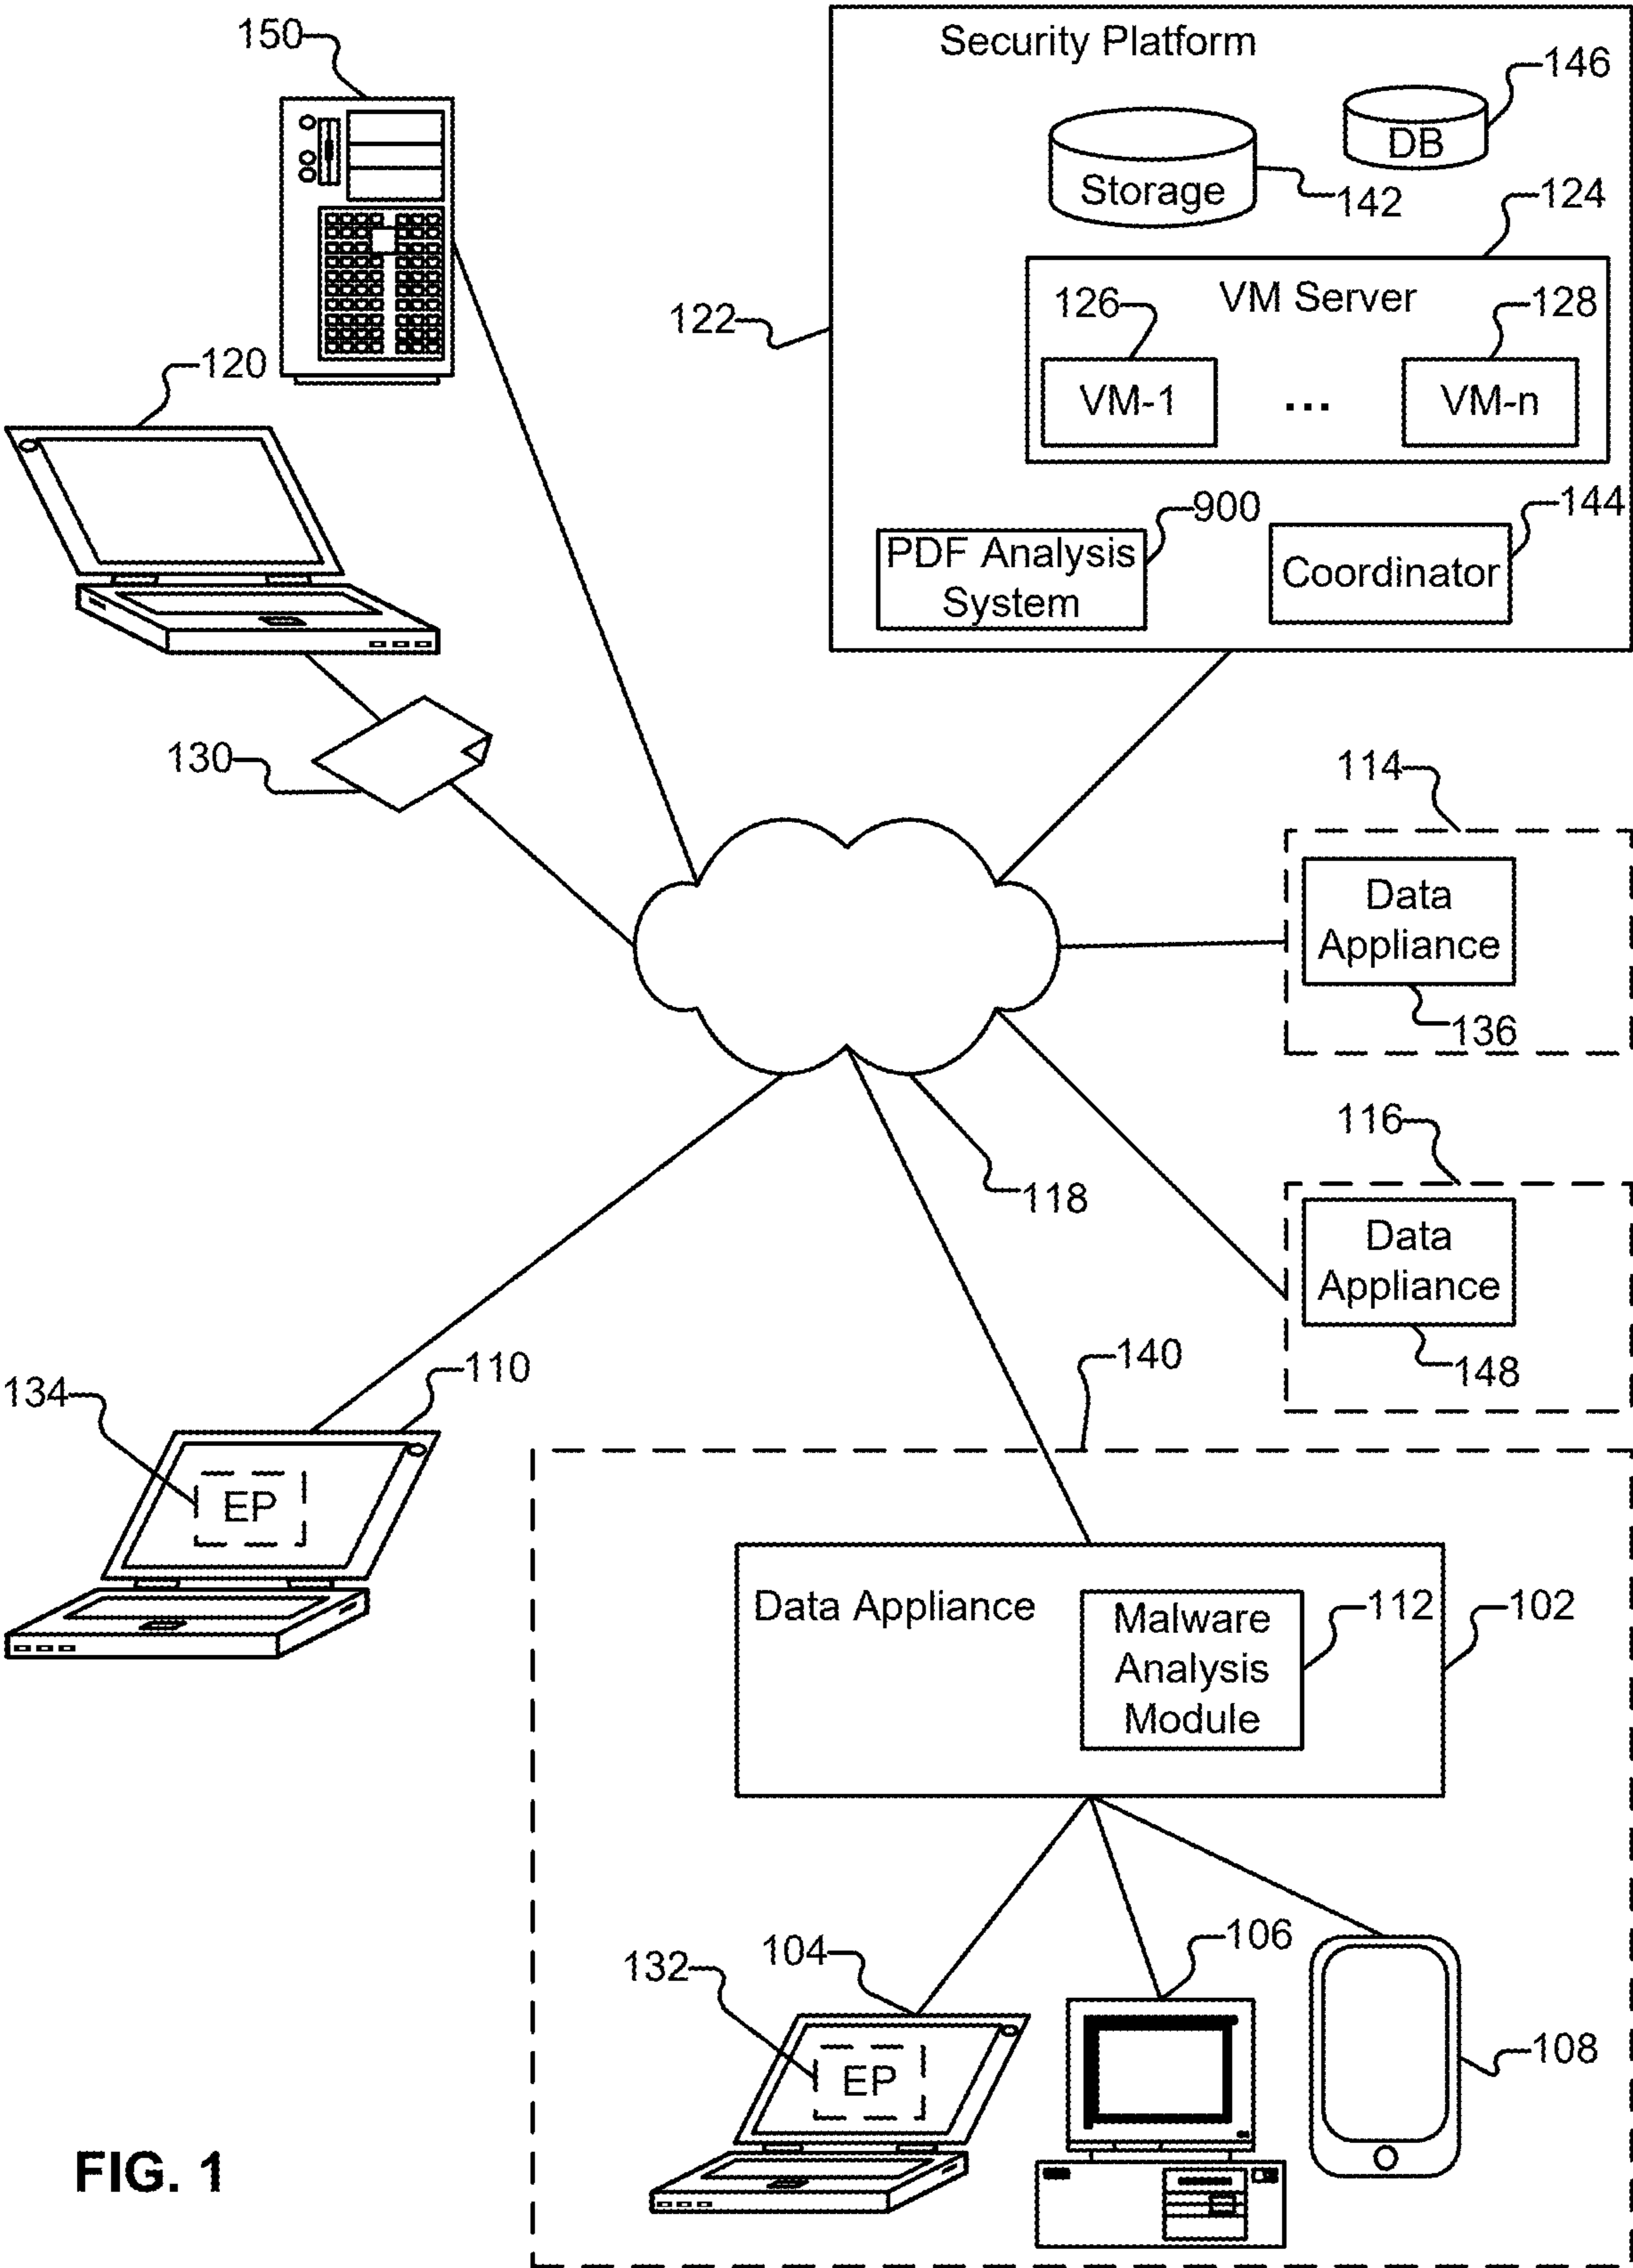 150
Security Platform
146
DB
Storage
142
124
VM Server
126
128
122
VM-1
...
VM-n
120
900
144
PDF Analysis
System
Coordinator
130
114
Data
Appliance
136
116
118
Data
Appliance
148
140
110
134
EP
Data Appliance
Malware
Analysis
Module
112
102
104
106
132
EP
108
FIG. 1